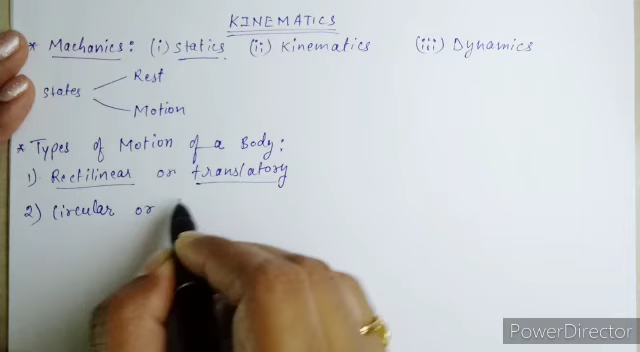 KINEMATICS
* Mechanics: (i) Statics (ii) Kinematics (iii) Dynamics
States
Rest
Motion
* Types of Motion of a Body:
1) Rectilinear or translatory
2) Circular or
PowerDirector